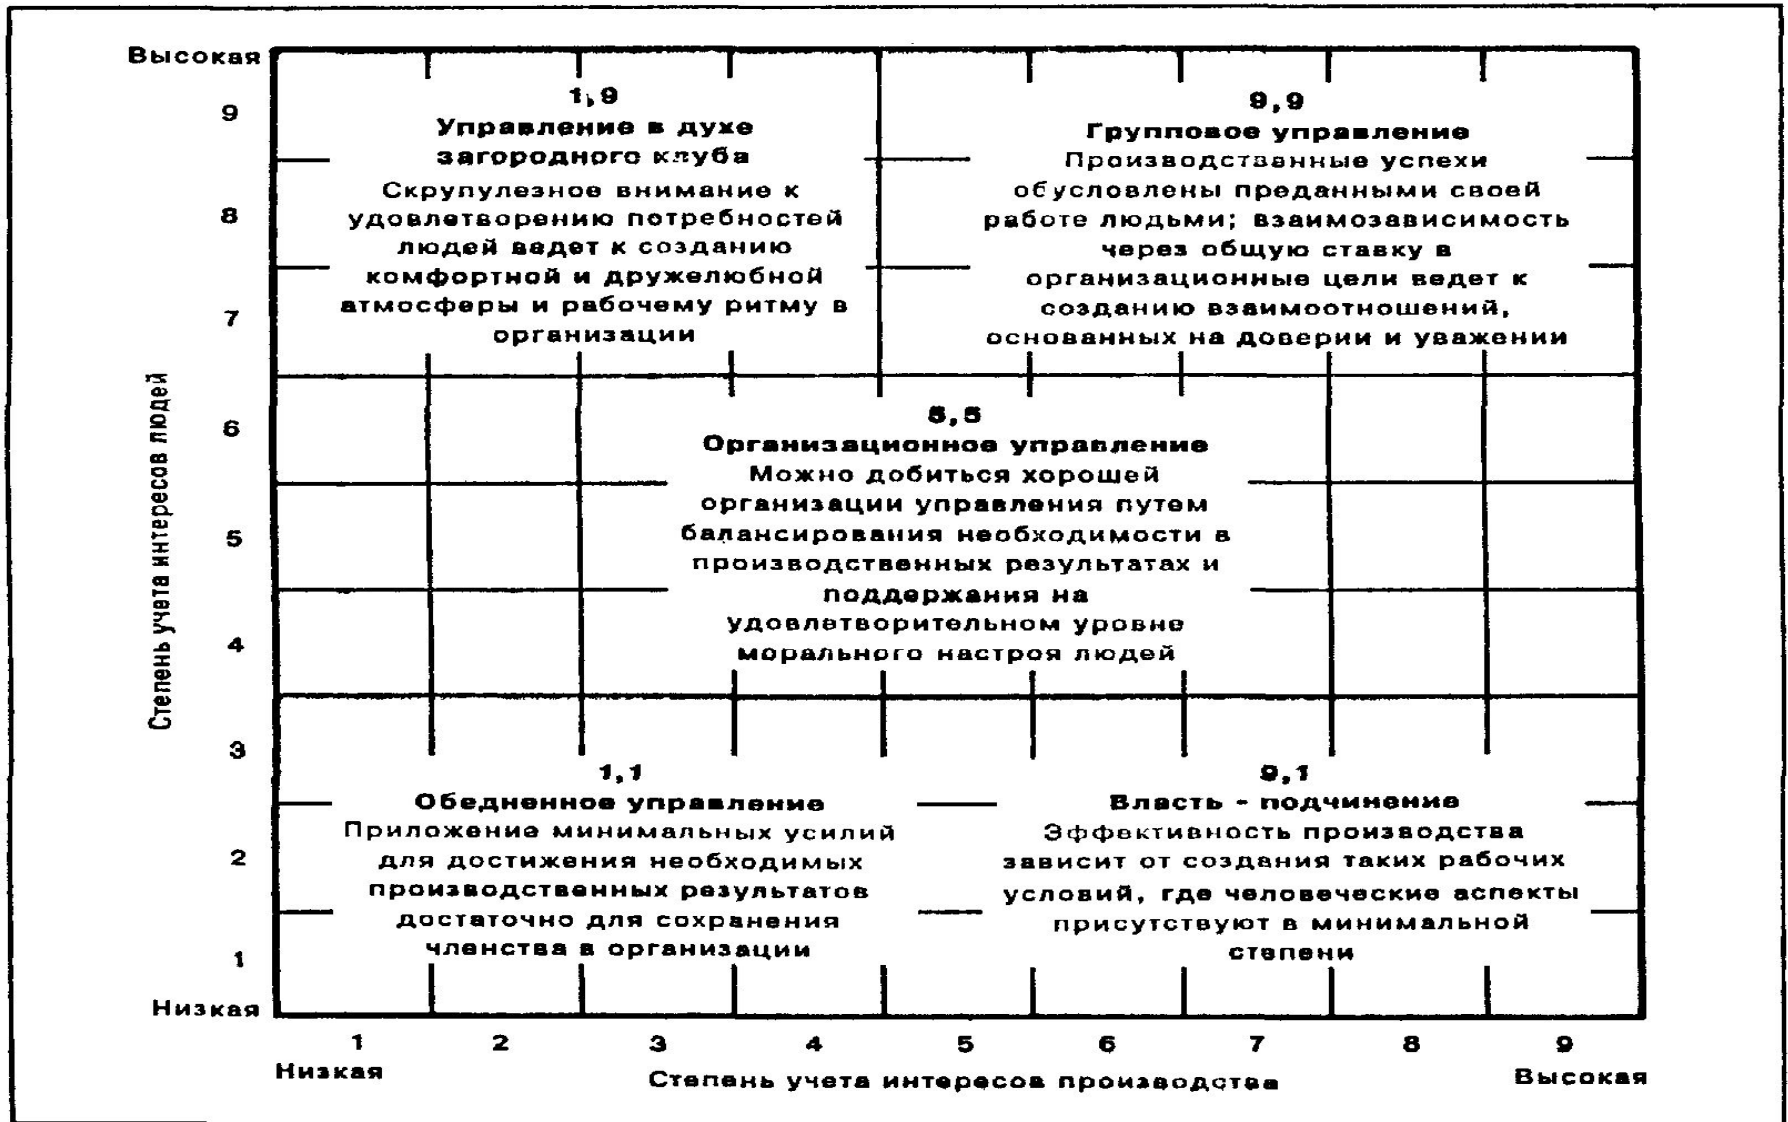 Высокая
9
8
7
6
5
4
3
2
1
Низкая
Степень учета интересов людей
1,9
Управление в духе
загородного клуба
Скрупулезное внимание к
удовлетворению потребностей
людей ведет к созданию
комфортной и дружелюбной
атмосферы и рабочему ритму в
организации
9,9
Групповое управление
Производственные успехи
обусловлены преданными своей
работе людьми; взаимозависимость
через общую ставку в
организационные цели ведет к
созданию взаимоотношений,
основанных на доверии и уважении
5,5
Организационное управление
Можно добиться хорошей
организации управления путем
балансирования необходимости в
производственных результатах и
поддержания на
удовлетворительном уровне
морального настроя людей
1,1
Обедненное управление
Приложение минимальных усилий
для достижения необходимых
производственных результатов
достаточно для сохранения
членства в организации
9,1
Власть - подчинение
Эффективность производства
зависит от создания таких рабочих
условий, где человеческие аспекты
присутствуют в минимальной
степени
1 2 3 4 5 6 7 8 9
Низкая
Степень учета интересов производства
Высокая